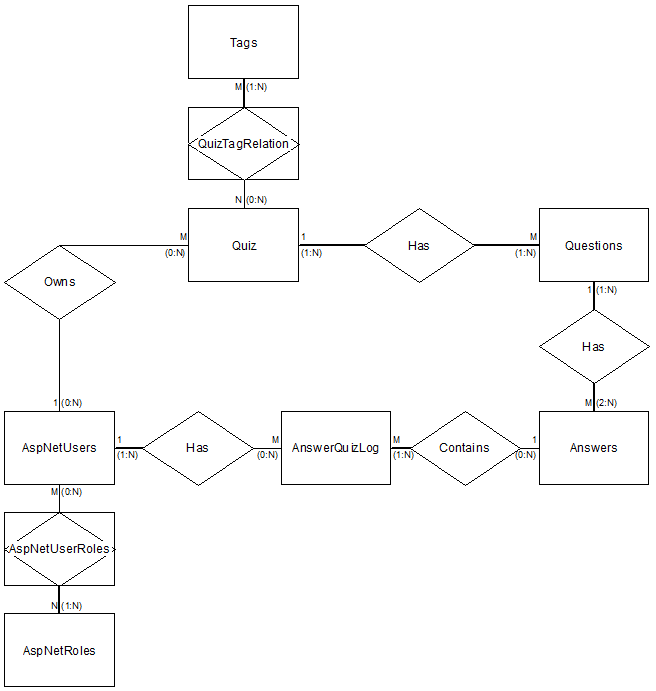 Tags
M (1:N)
QuizTagRelation
N (0:N)
M
(0:N)
Quiz
1
(1:N)
Has
M
(1:N)
Questions
Owns
1 (1:N)
Has
1 (0:N)
M (2:N)
AspNetUsers
1
(1:N)
Has
M
(0:N)
AnswerQuizLog
M
(1:N)
Contains
1
(0:N)
Answers
M (0:N)
AspNetUserRoles
N (1:N)
AspNetRoles